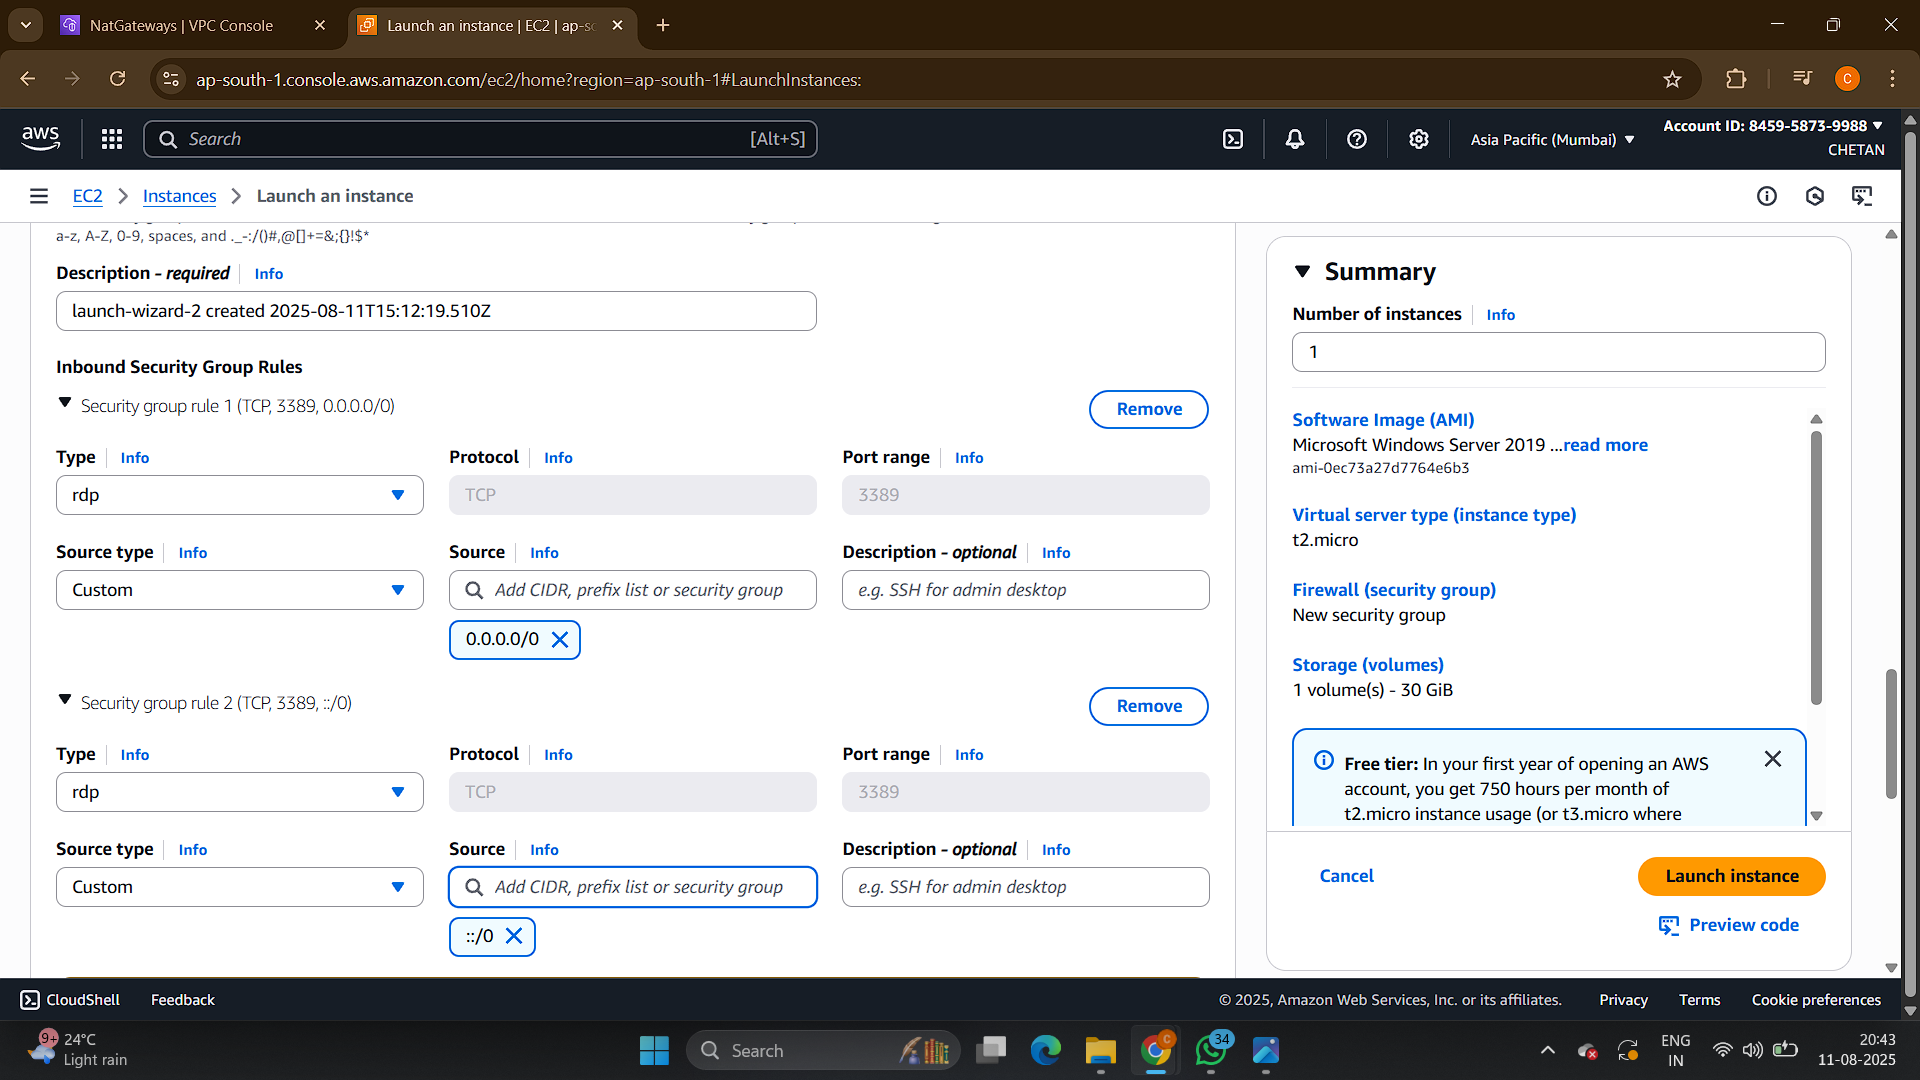 NatGateways | VPC Console
Launch an instance | EC2 | ap-sc
ap-south-1.console.aws.amazon.com/ec2/home?region=ap-south-1#LaunchInstances:
C
aws
Search
[Alt+S]
Asia Pacific (Mumbai)
Account ID: 8459-5873-9988
CHETAN
EC2
Instances
Launch an instance
a-z, A-Z, 0-9, spaces, and ._-:/()#,@[]+=&;{}!$*
Description - required
Info
launch-wizard-2 created 2025-08-11T15:12:19.510Z
Inbound Security Group Rules
Security group rule 1 (TCP, 3389, 0.0.0.0/0)
Remove
Type Info
Protocol Info
Port range Info
rdp
TCP
3389
Source type Info
Source Info
Description - optional Info
Custom
Add CIDR, prefix list or security group
e.g. SSH for admin desktop
0.0.0.0/0
Security group rule 2 (TCP, 3389, ::/0)
Remove
Type Info
Protocol Info
Port range Info
rdp
TCP
3389
Source type Info
Source Info
Description - optional Info
Custom
Add CIDR, prefix list or security group
e.g. SSH for admin desktop
::/0
Summary
Number of instances Info
1
Software Image (AMI)
Microsoft Windows Server 2019 ...read more
ami-0ec73a27d7764e6b3
Virtual server type (instance type)
t2.micro
Firewall (security group)
New security group
Storage (volumes)
1 volume(s) - 30 GiB
Free tier: In your first year of opening an AWS
account, you get 750 hours per month of
t2.micro instance usage (or t3.micro where
Cancel
Launch instance
Preview code
CloudShell
Feedback
© 2025, Amazon Web Services, Inc. or its affiliates.
Privacy
Terms
Cookie preferences
9+
24°C
Light rain
Search
C
34
ENG
IN
20:43
11-08-2025